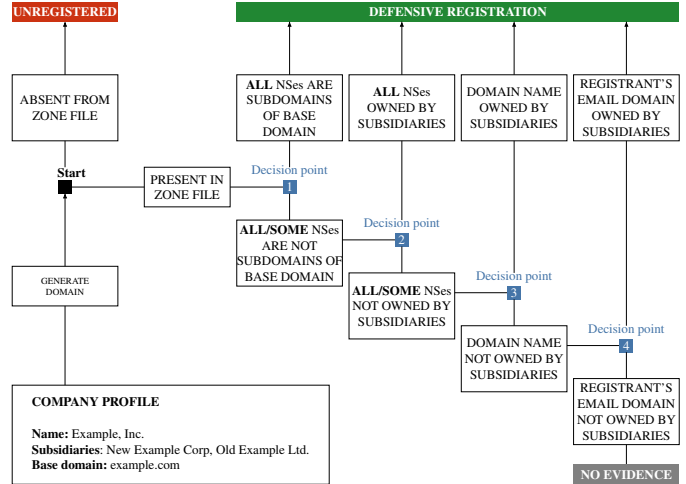 UNREGISTERED
DEFENSIVE REGISTRATION
ABSENT FROM
ZONE FILE
ALL NSes ARE
SUBDOMAINS
OF BASE
DOMAIN
ALL NSes
OWNED BY
SUBSIDIARIES
DOMAIN NAME
OWNED BY
SUBSIDIARIES
REGISTRANT'S
EMAIL DOMAIN
OWNED BY
SUBSIDIARIES
Start
PRESENT IN
ZONE FILE
Decision point
1
ALL/SOME NSes
ARE NOT
SUBDOMAINS OF
BASE DOMAIN
Decision point
2
GENERATE
DOMAIN
ALL/SOME NSes
NOT OWNED BY
SUBSIDIARIES
Decision point
3
DOMAIN NAME
NOT OWNED BY
SUBSIDIARIES
Decision point
4
REGISTRANT'S
EMAIL DOMAIN
NOT OWNED BY
SUBSIDIARIES
NO EVIDENCE
COMPANY PROFILE
Name: Example, Inc.
Subsidiaries: New Example Corp, Old Example Ltd.
Base domain: example.com